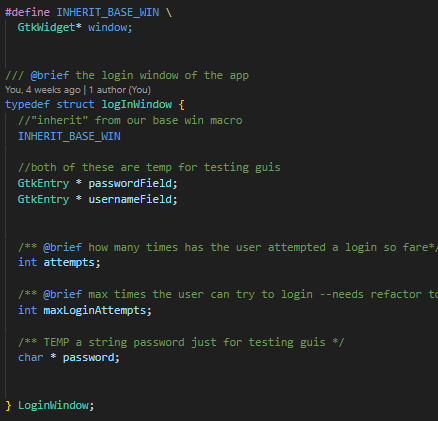 #define INHERIT_BASE_WIN \
GtkWidget* window;
/// @brief the login window of the app
You, 4 weeks ago | 1 author (You)
typedef struct logInWindow {
//"inherit" from our base win macro
INHERIT_BASE_WIN
//both of these are temp for testing guis
GtkEntry * passwordField;
GtkEntry * usernameField;
/** @brief how many times has the user attempted a login so fare*/
int attempts;
/** @brief max times the user can try to login --needs refactor to
int maxLoginAttempts;
/** TEMP a string password just for testing guis */
char * password;
} LoginWindow;